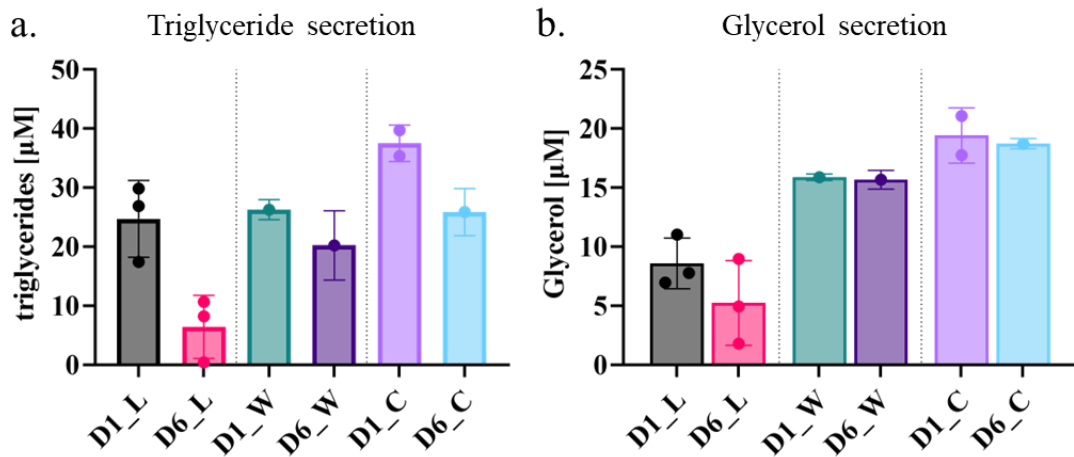 a.
Triglyceride secretion
triglycerides [µM]
50
40
30
20
10
0
D1_L
D6_L
D1_W
D6_W
D1_C
D6_C
b.
Glycerol secretion
Glycerol [µM]
25
20
15
10
5
0
D1_L
D6_L
D1_W
D6_W
D1_C
D6_C